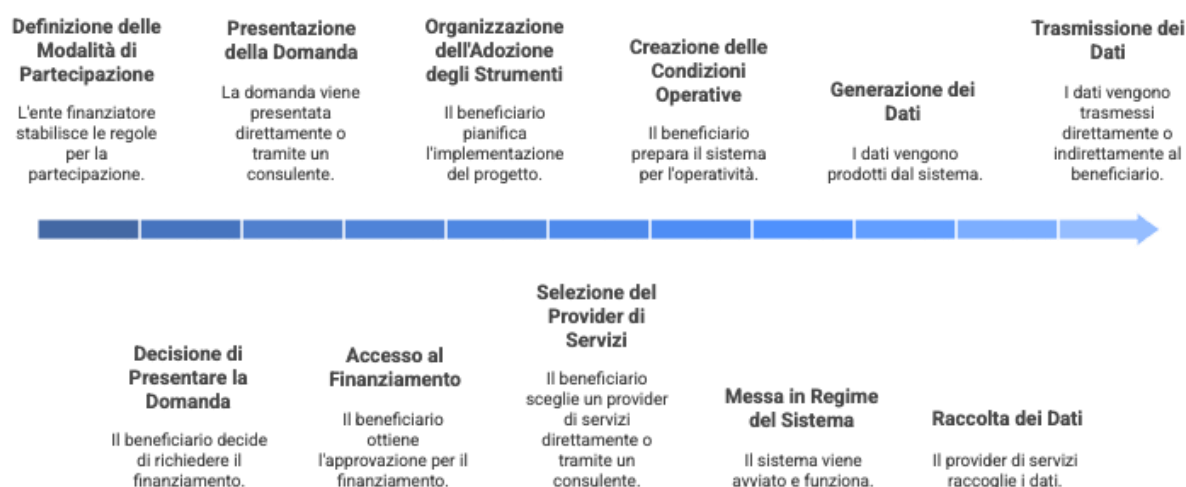 Definizione delle
Modalità di
Partecipazione
L'ente finanziatore
stabilisce le regole
per la
partecipazione.
Presentazione
della Domanda
La domanda viene
presentata
direttamente o
tramite un
consulente.
Organizzazione
dell'Adozione
degli Strumenti
Il beneficiario
pianifica
l'implementazione
del progetto.
Creazione delle
Condizioni
Operative
Il beneficiario
prepara il sistema
per l'operatività.
Generazione dei
Dati
I dati vengono
prodotti dal sistema.
Trasmissione dei
Dati
I dati vengono
trasmessi
direttamente o
indirettamente al
beneficiario.
Decisione di
Presentare la
Domanda
Il beneficiario decide
di richiedere il
finanziamento.
Accesso al
Finanziamento
Il beneficiario
ottiene
l'approvazione per il
finanziamento.
Selezione del
Provider di
Servizi
Il beneficiario
sceglie un provider
di servizi
direttamente o
tramite un
consulente.
Messa in Regime
del Sistema
Il sistema viene
avviato e funziona.
Raccolta dei Dati
Il provider di servizi
raccoglie i dati.